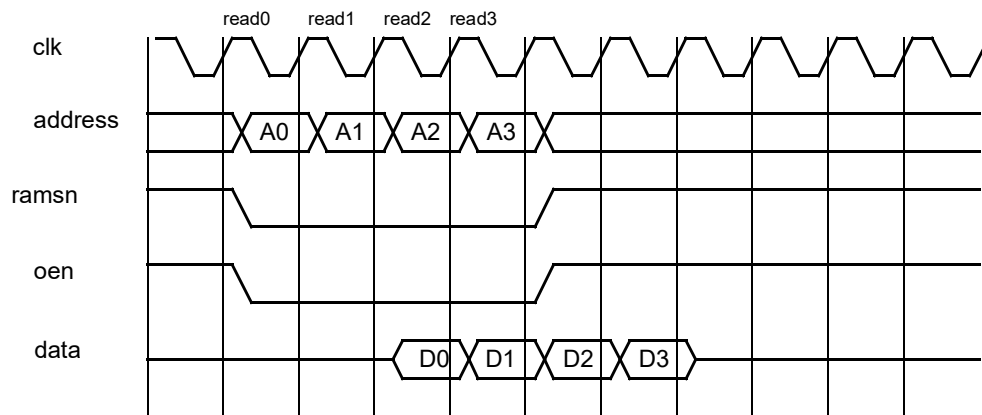 read0 read1 read2 read3
clk
address A0 A1 A2 A3
ramsn
oen
data D0 D1 D2 D3